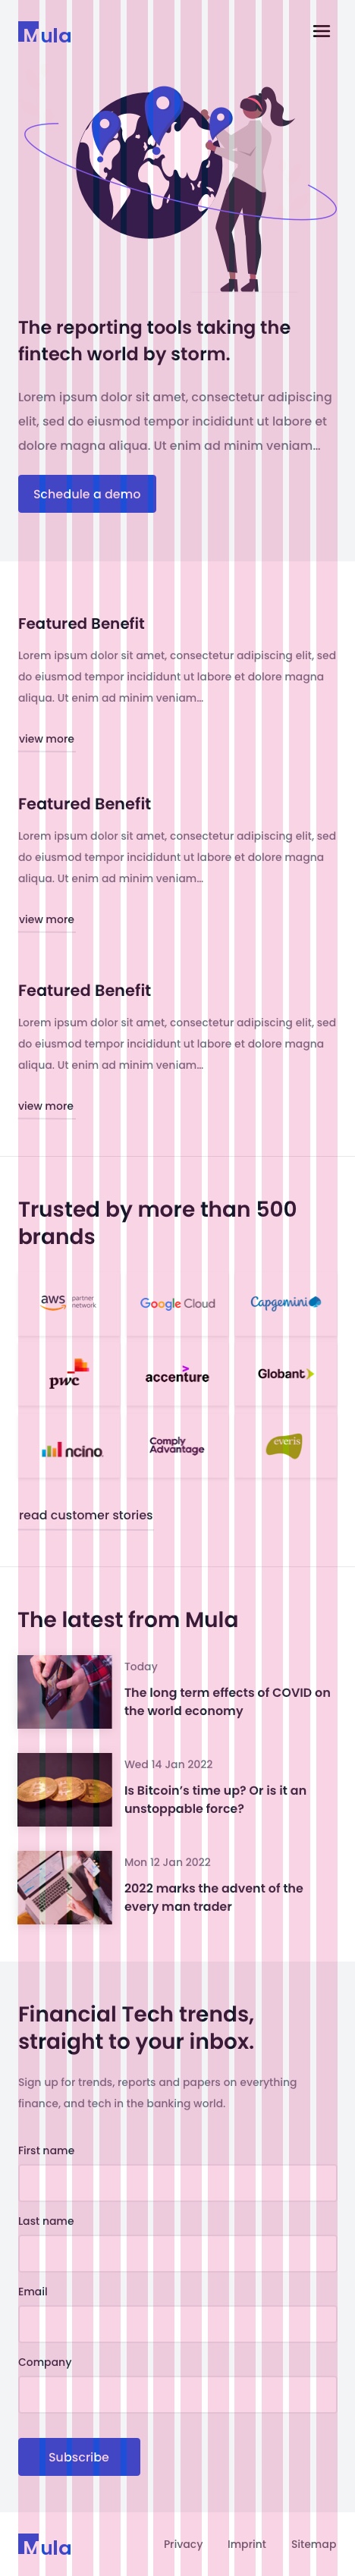 Mula
The reporting tools taking the
fintech world by storm.
Lorem ipsum dolor sit amet, consectetur adipiscing
elit, sed do eiusmod tempor incididunt ut labore et
dolore magna aliqua. Ut enim ad minim veniam...
Schedule a demo
Featured Benefit
Lorem ipsum dolor sit amet, consectetur adipiscing elit, sed
do eiusmod tempor incididunt ut labore et dolore magna
aliqua. Ut enim ad minim veniam...
view more
Featured Benefit
Lorem ipsum dolor sit amet, consectetur adipiscing elit, sed
do eiusmod tempor incididunt ut labore et dolore magna
aliqua. Ut enim ad minim veniam...
view more
Featured Benefit
Lorem ipsum dolor sit amet, consectetur adipiscing elit, sed
do eiusmod tempor incididunt ut labore et dolore magna
aliqua. Ut enim ad minim veniam...
view more
Trusted by more than 500
brands
aws partner network
Google Cloud
Capgemini
pwc
accenture
Globant
ncino
Comply
Advantage
everis
read customer stories
The latest from Mula
Today
The long term effects of COVID on
the world economy
Wed 14 Jan 2022
Is Bitcoin's time up? Or is it an
unstoppable force?
Mon 12 Jan 2022
2022 marks the advent of the
every man trader
Financial Tech trends,
straight to your inbox.
Sign up for trends, reports and papers on everything
finance, and tech in the banking world.
First name
Last name
Email
Company
Subscribe
Mula
Privacy
Imprint
Sitemap